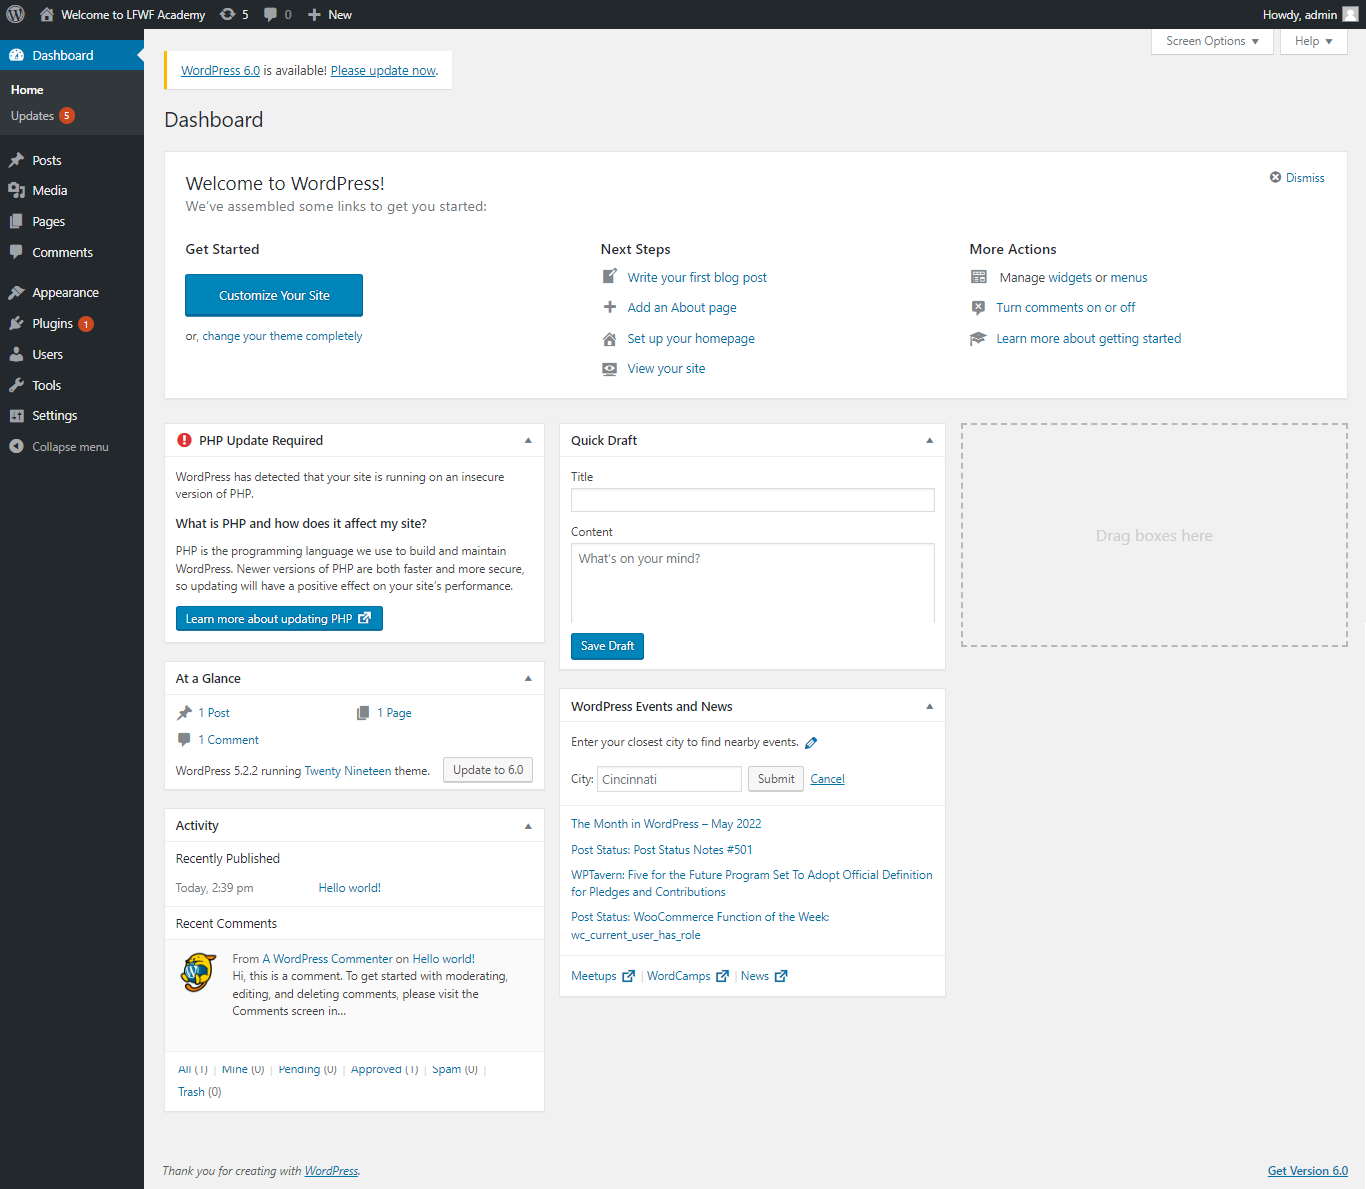 Welcome to LFWF Academy 5 0 New
Howdy, admin
Dashboard
Home
Updates 5
Posts
Media
Pages
Comments
Appearance
Plugins 1
Users
Tools
Settings
Collapse menu
Screen Options Help
WordPress 6.0 is available! Please update now.
Dashboard
Welcome to WordPress!
Dismiss
We've assembled some links to get you started:
Get Started
Customize Your Site
or, change your theme completely
Next Steps
Write your first blog post
Add an About page
Set up your homepage
View your site
More Actions
Manage widgets or menus
Turn comments on or off
Learn more about getting started
PHP Update Required
WordPress has detected that your site is running on an insecure
version of PHP.
What is PHP and how does it affect my site?
PHP is the programming language we use to build and maintain
WordPress. Newer versions of PHP are both faster and more secure,
so updating will have a positive effect on your site's performance.
Learn more about updating PHP
At a Glance
1 Post 1 Page
1 Comment
WordPress 5.2.2 running Twenty Nineteen theme. Update to 6.0
Activity
Recently Published
Today, 2:39 pm Hello world!
Recent Comments
From A WordPress Commenter on Hello world!
Hi, this is a comment. To get started with moderating,
editing, and deleting comments, please visit the
Comments screen in...
All (1) | Mine (0) | Pending (0) | Approved (1) | Spam (0) |
Trash (0)
Quick Draft
Title
Content
What's on your mind?
Save Draft
WordPress Events and News
Enter your closest city to find nearby events.
City: Cincinnati Submit Cancel
The Month in WordPress – May 2022
Post Status: Post Status Notes #501
WPTavern: Five for the Future Program Set To Adopt Official Definition
for Pledges and Contributions
Post Status: WooCommerce Function of the Week:
wc_current_user_has_role
Meetups | WordCamps | News
Drag boxes here
Thank you for creating with WordPress.
Get Version 6.0